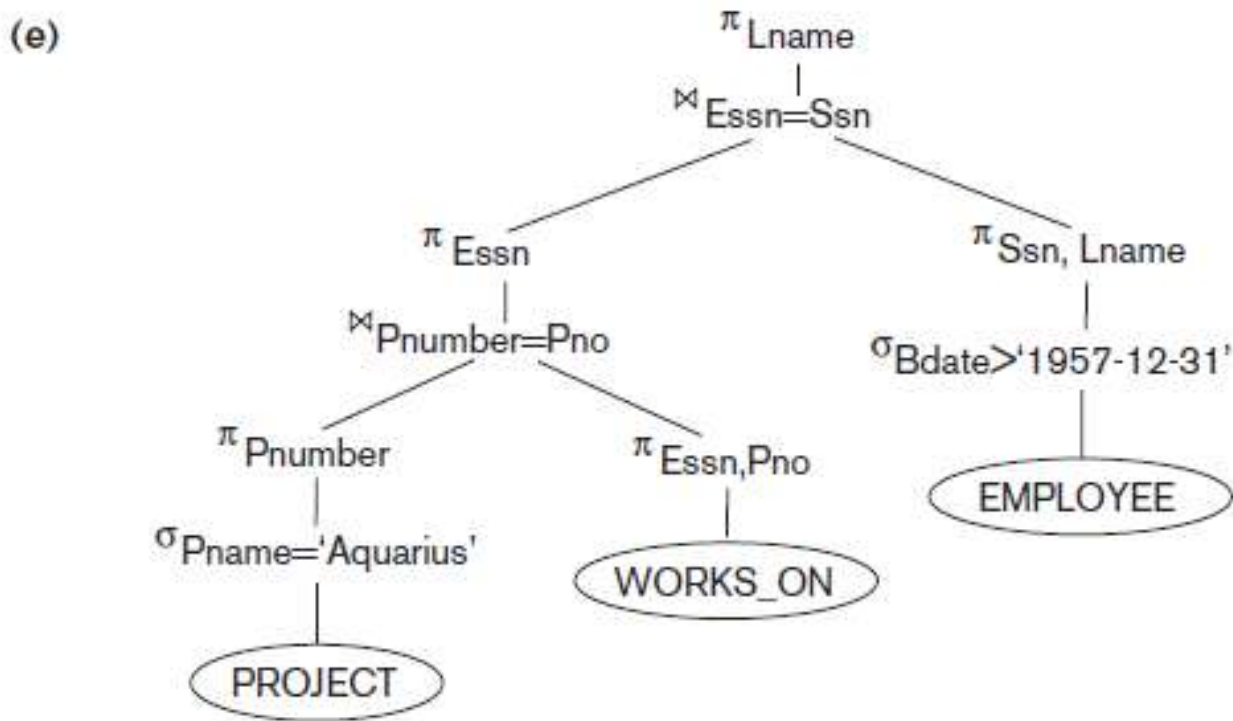 (e)
π Lname
⋈ Essn=Ssn
π Essn
π Ssn, Lname
⋈ Pnumber=Pno
σ Bdate>‘1957-12-31’
π Pnumber
π Essn,Pno
EMPLOYEE
σ Pname=‘Aquarius’
WORKS_ON
PROJECT